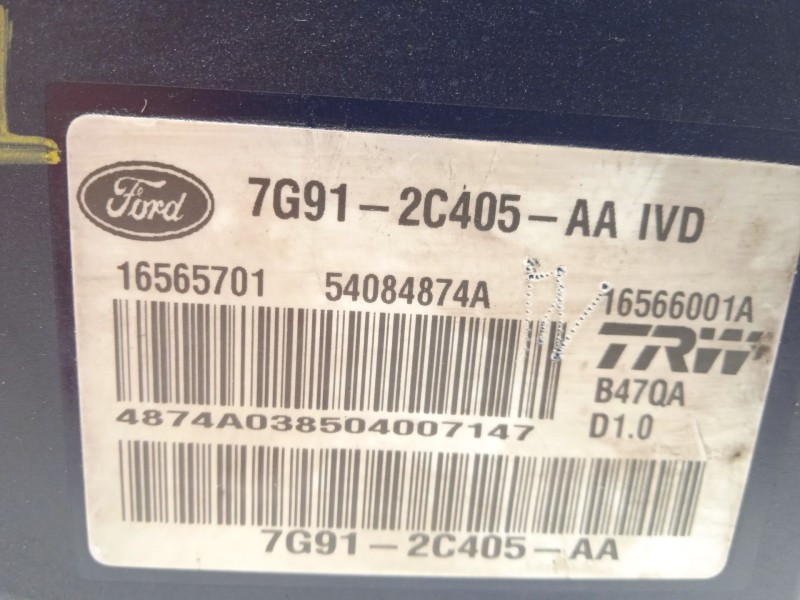 Ford 7G91-2C405-AA IVD
16565701 54084874A 16566001A
TRW
B47QA
4874A038504007147 D1.0
7G91-2C405-AA